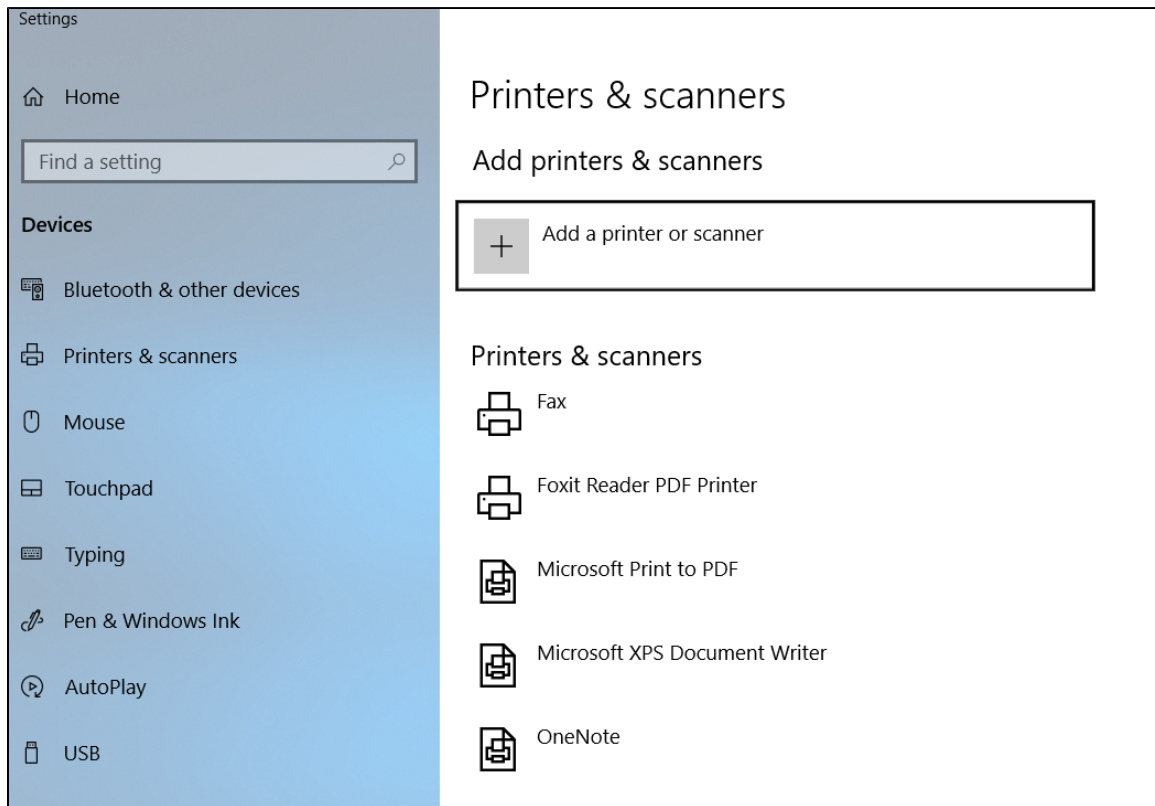 Settings
Home
Find a setting
Devices
Bluetooth & other devices
Printers & scanners
Mouse
Touchpad
Typing
Pen & Windows Ink
AutoPlay
USB
Printers & scanners
Add printers & scanners
Add a printer or scanner
Printers & scanners
Fax
Foxit Reader PDF Printer
Microsoft Print to PDF
Microsoft XPS Document Writer
OneNote